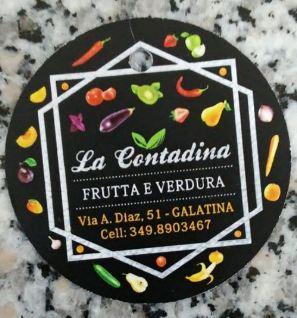 La Contadina
FRUTTA E VERDURA
Via A. Diaz, 51 - GALATINA
Cell: 349.8903467